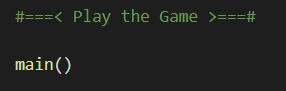 #===< Play the Game >===#
main()